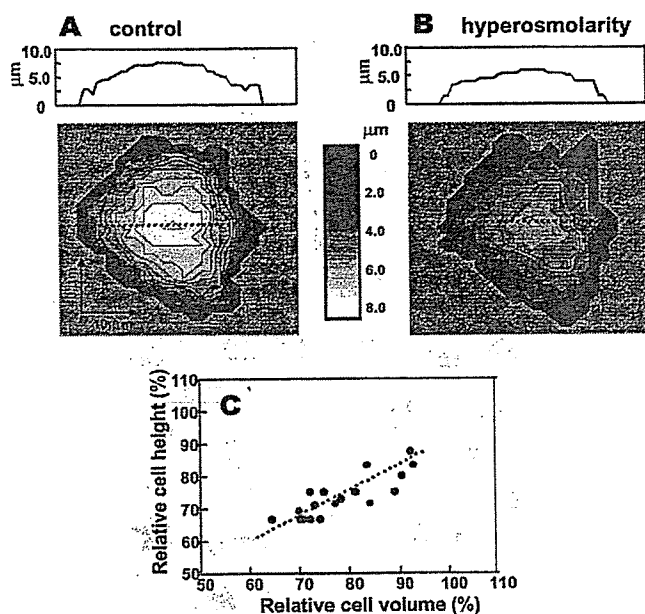 A control
B hyperosmolarity
10.0
5.0
0
μm
10.0
5.0
0
μm
0
2.0
4.0
6.0
8.0
C
Relative cell height (%)
110
100
90
80
70
60
50
50 60 70 80 90 100 110
Relative cell volume (%)